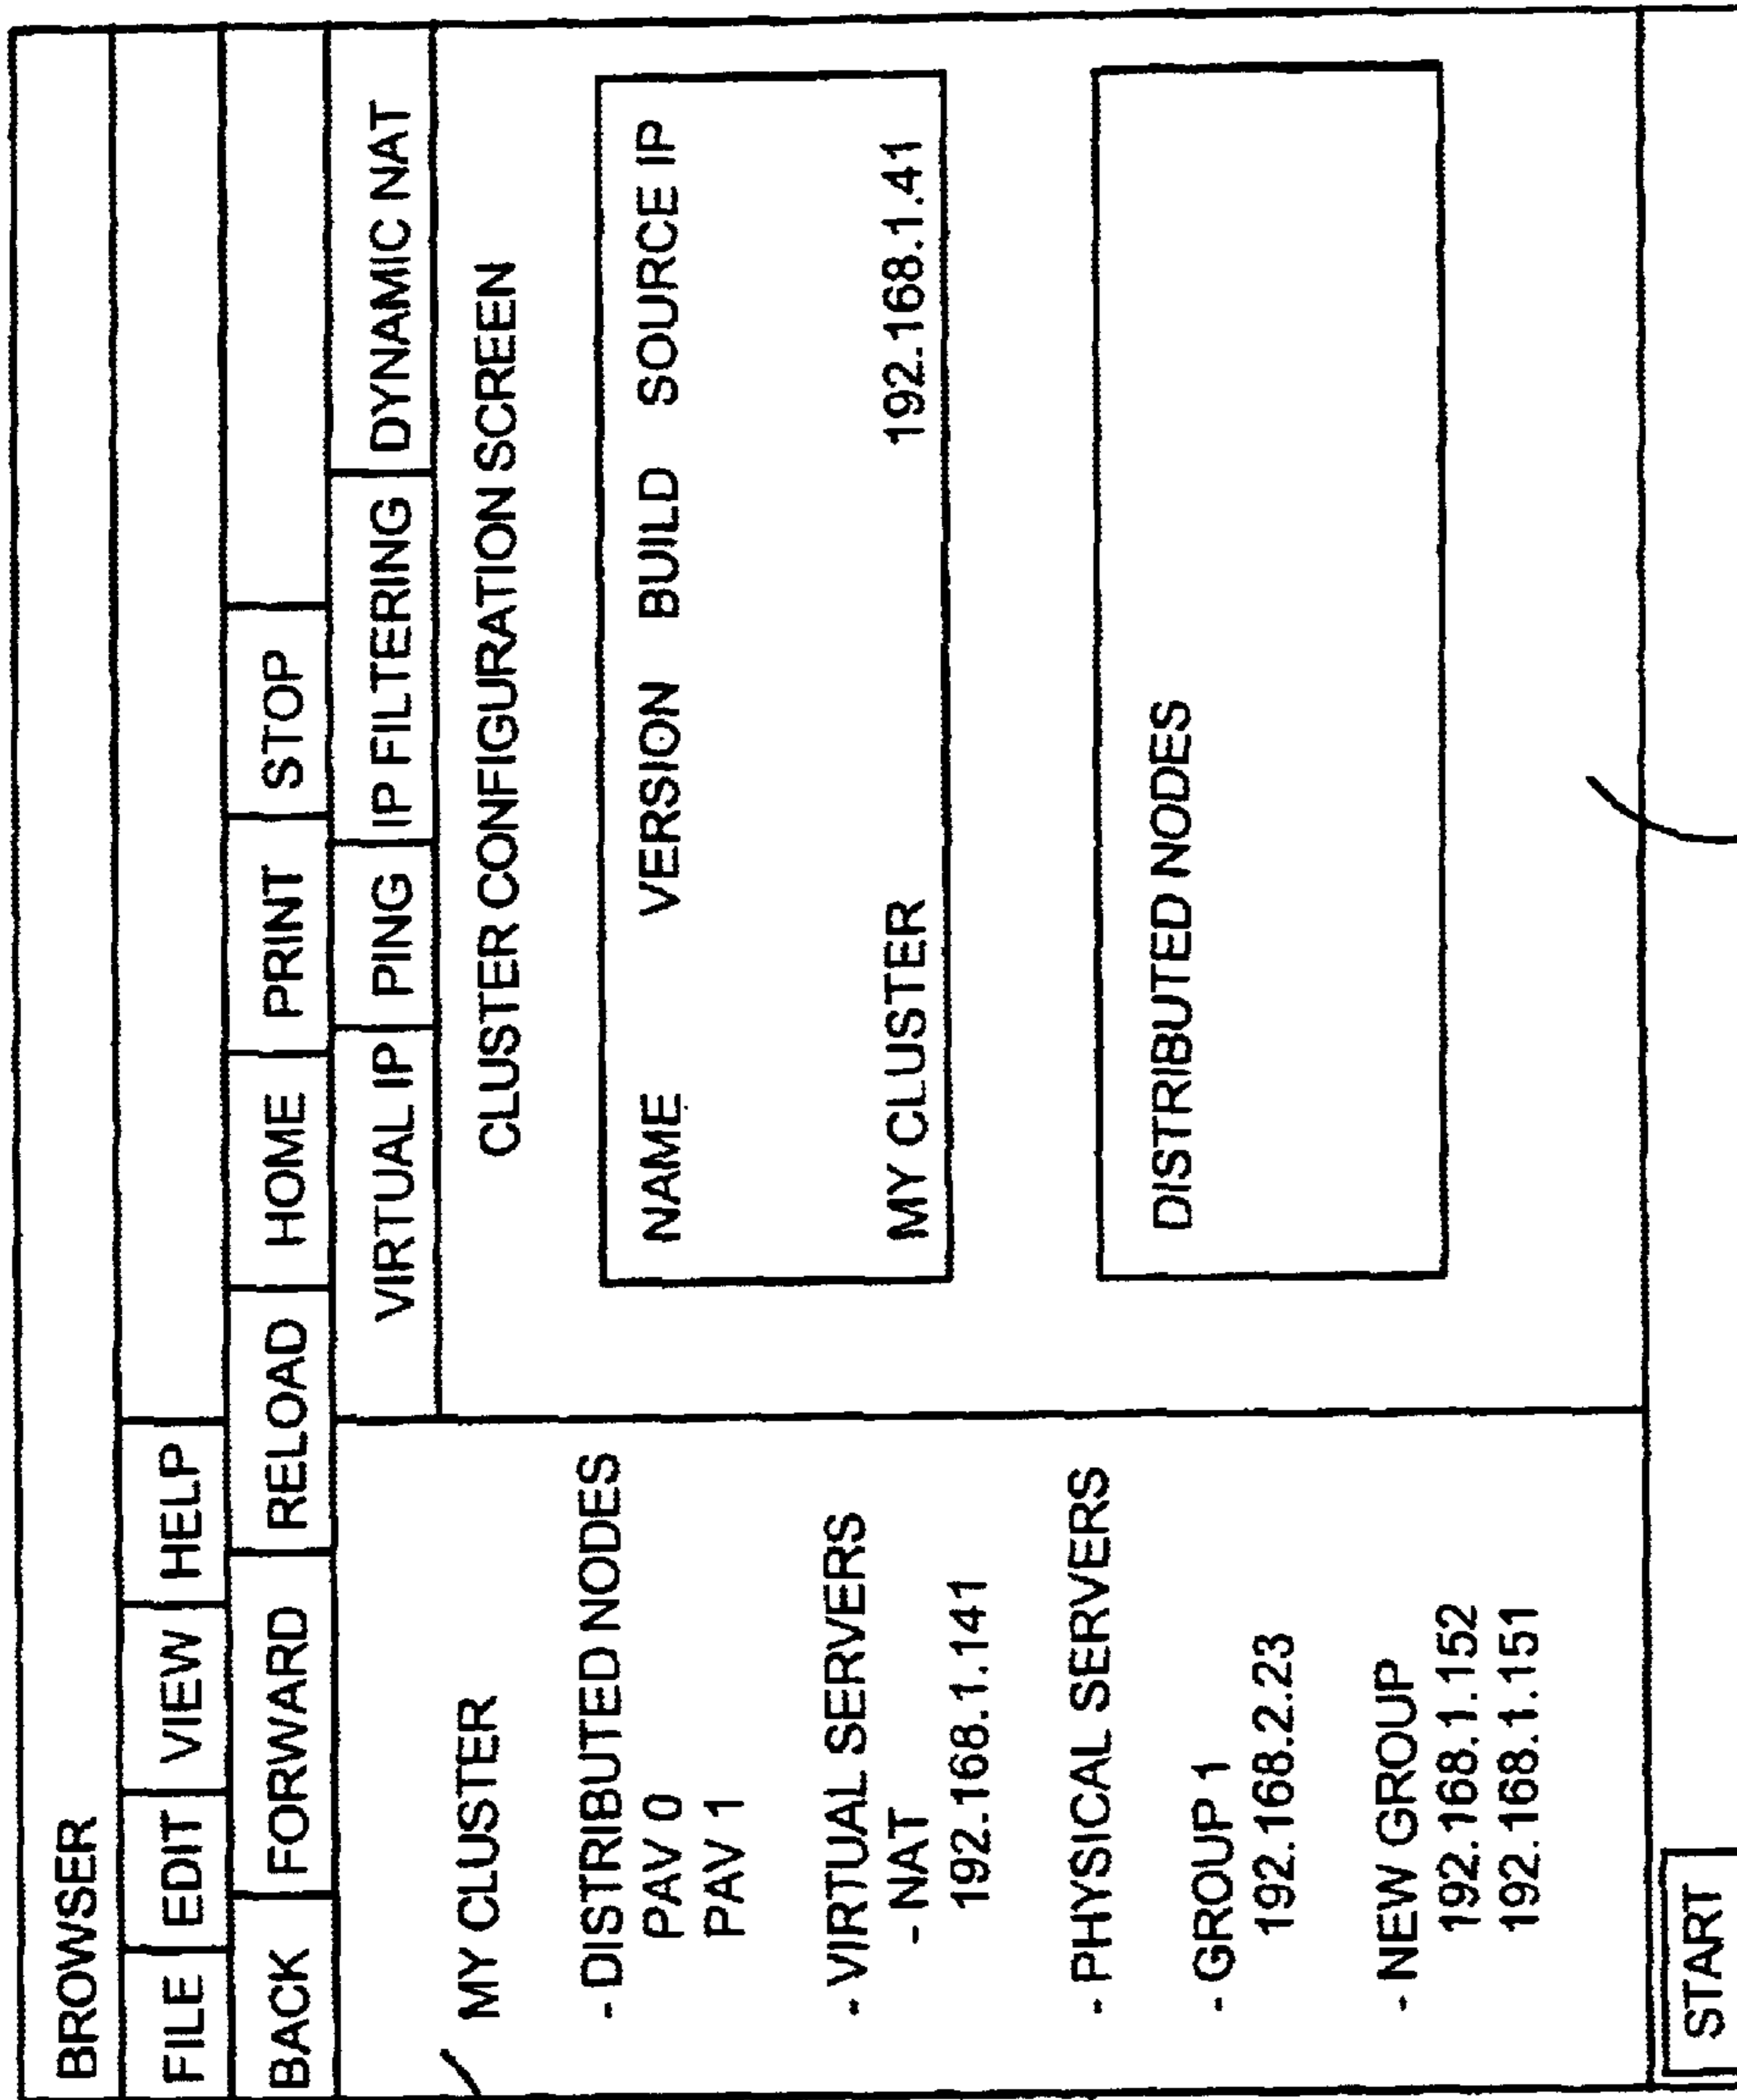 BROWSER
FILE EDIT VIEW HELP
BACK FORWARD RELOAD HOME PRINT STOP
VIRTUAL IP PING IP FILTERING DYNAMIC NAT
MY CLUSTER
- DISTRIBUTED NODES
PAV 0
PAV 1
- VIRTUAL SERVERS
- NAT
192.168.1.141
- PHYSICAL SERVERS
- GROUP 1
192.168.2.23
- NEW GROUP
192.168.1.152
192.168.1.151
CLUSTER CONFIGURATION SCREEN
NAME VERSION BUILD SOURCE IP
MY CLUSTER 192.168.1.41
DISTRIBUTED NODES
START